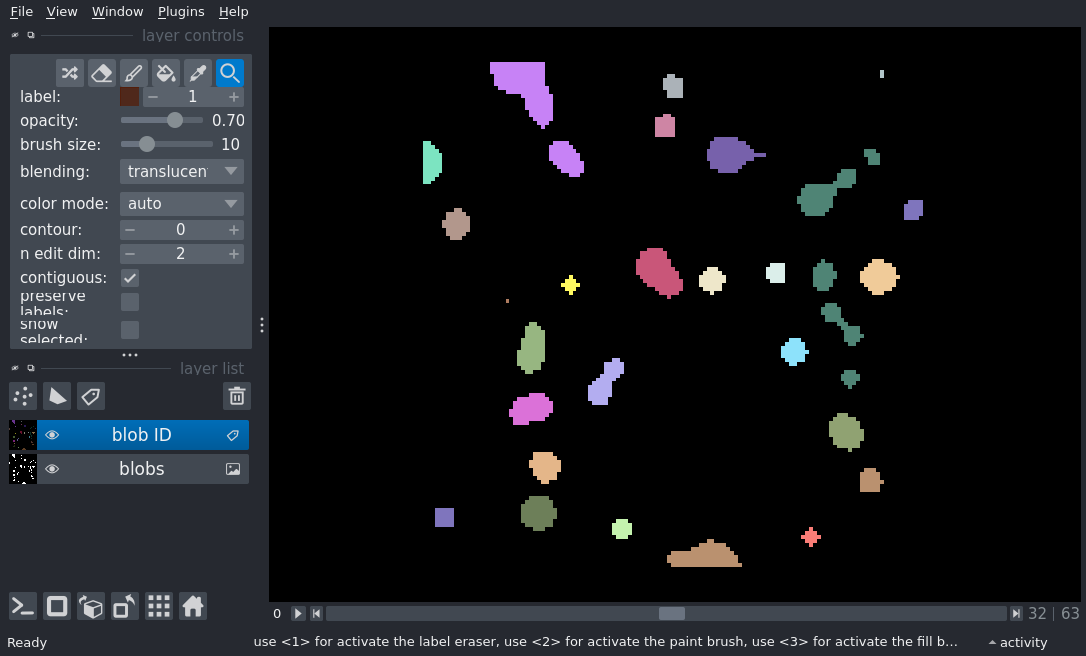 File View Window Plugins Help
layer controls
label: 1
opacity: 0.70
brush size: 10
blending: translucen
color mode: auto
contour: 0
n edit dim: 2
contiguous:
preserve
labels:
show
selected:
layer list
blob ID
blobs
0 32 63
Ready use <1> for activate the label eraser, use <2> for activate the paint brush, use <3> for activate the fill b... activity